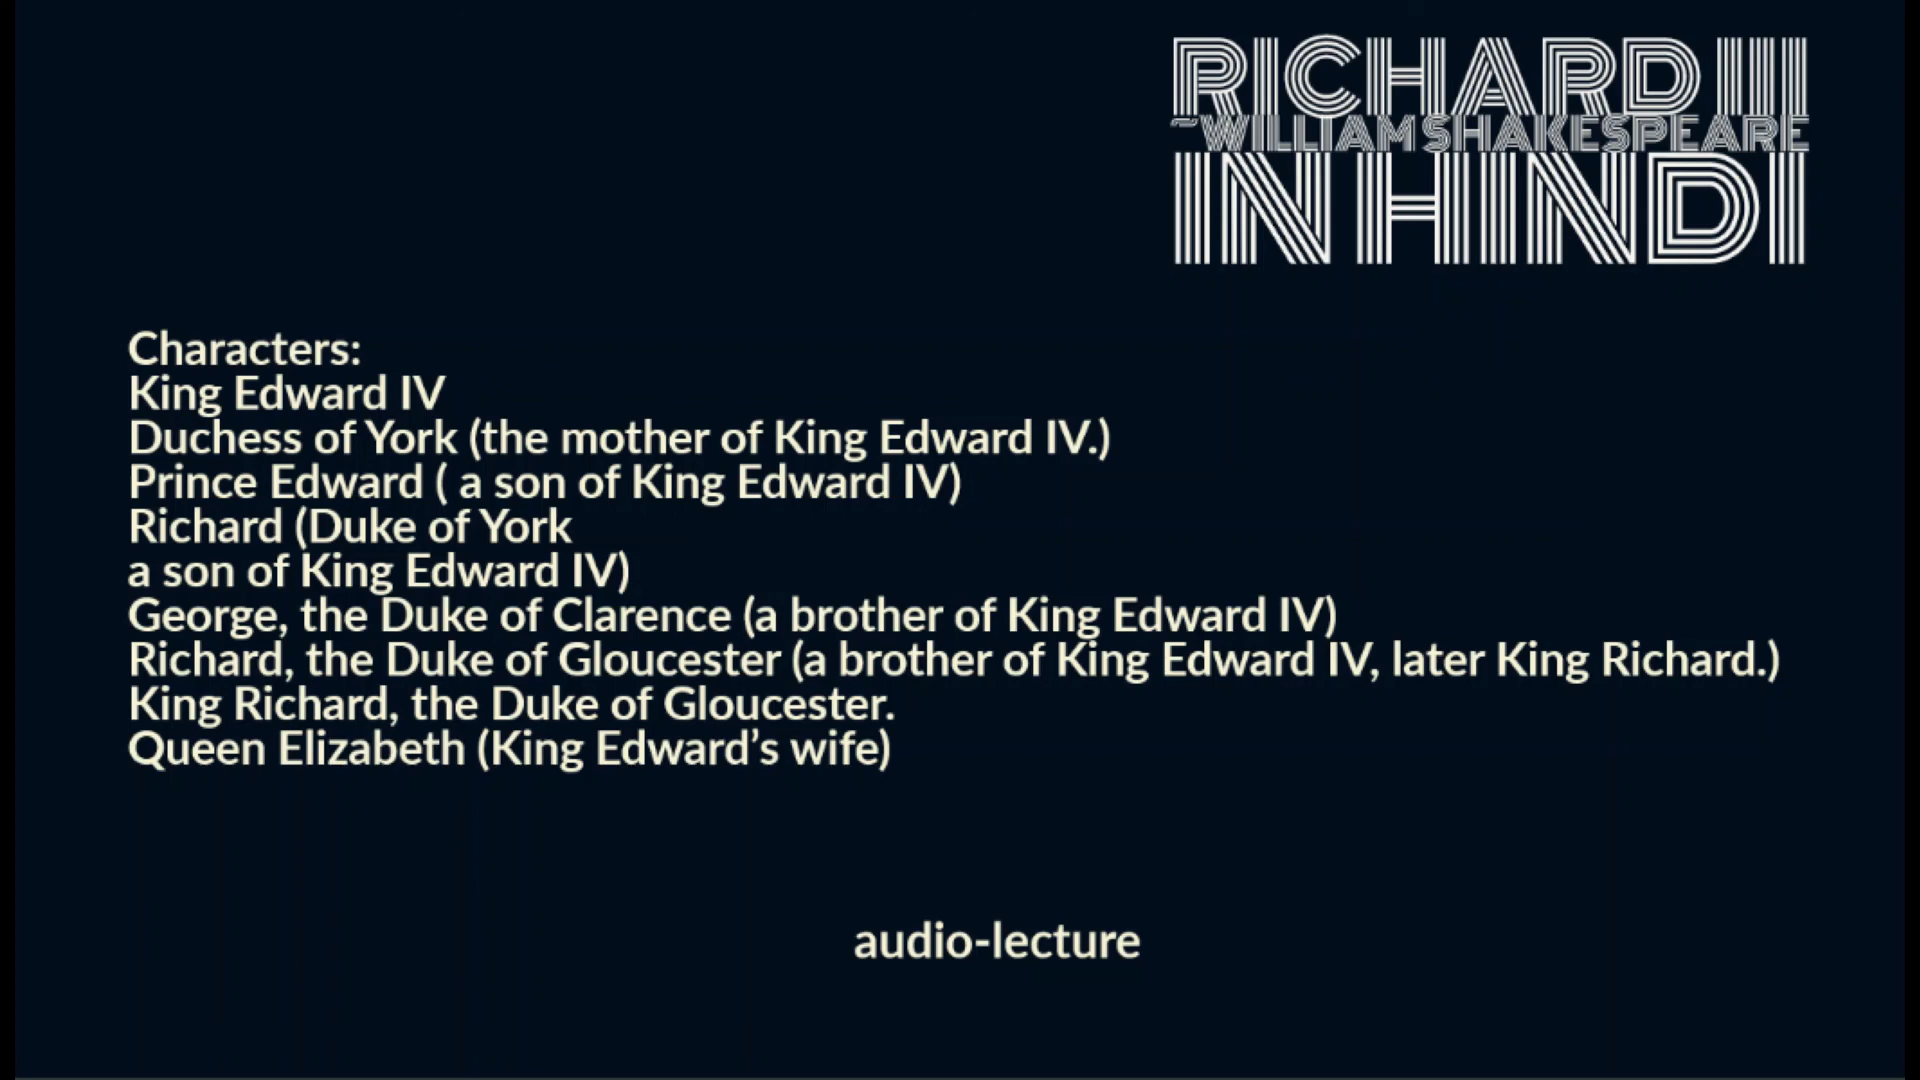 RICHARD III
~WILLIAM SHAKESPEARE
IN HINDI
Characters:
King Edward IV
Duchess of York (the mother of King Edward IV.)
Prince Edward ( a son of King Edward IV)
Richard (Duke of York
a son of King Edward IV)
George, the Duke of Clarence (a brother of King Edward IV)
Richard, the Duke of Gloucester (a brother of King Edward IV, later King Richard.)
King Richard, the Duke of Gloucester.
Queen Elizabeth (King Edward’s wife)
audio-lecture